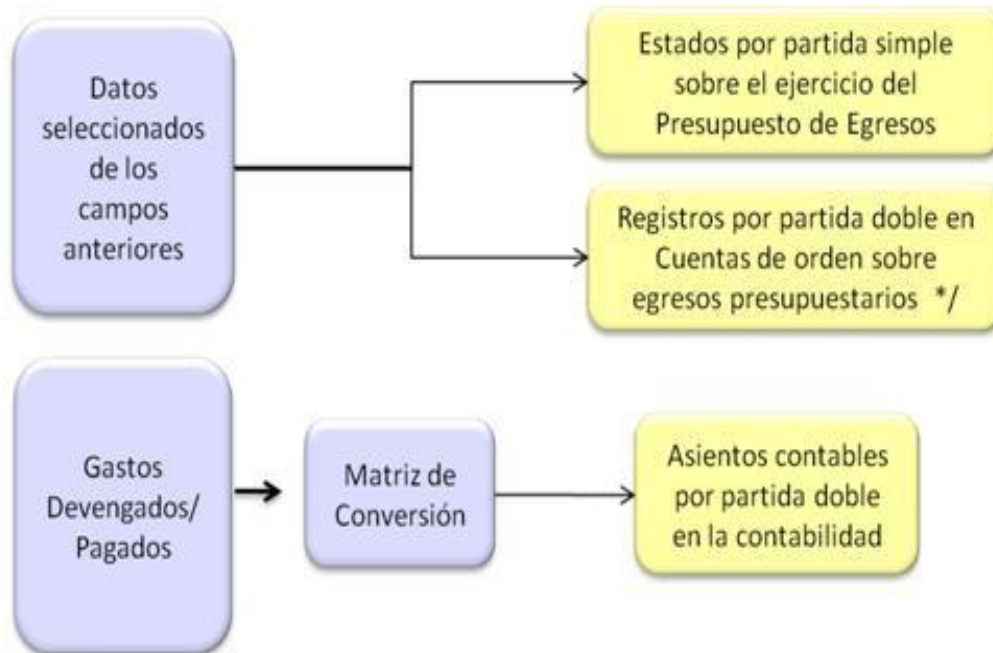 Datos
seleccionados
de los
campos
anteriores
Estados por partida simple
sobre el ejercicio del
Presupuesto de Egresos
Registros por partida doble en
Cuentas de orden sobre
egresos presupuestarios */
Gastos
Devengados/
Pagados
Matriz de
Conversión
Asientos contables
por partida doble
en la contabilidad